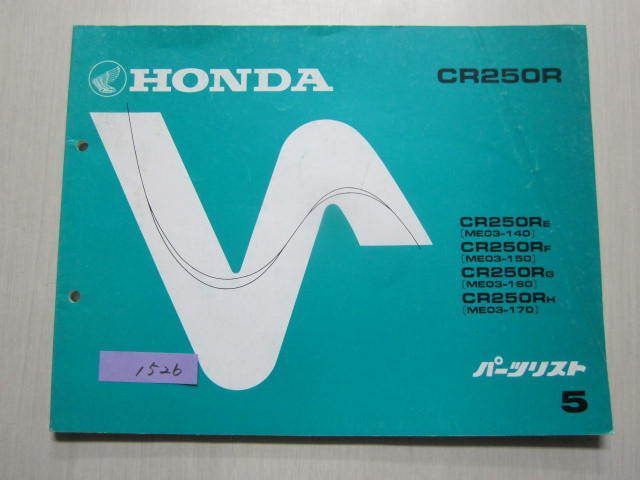 HONDA
CR250R
CR250RE
[ME03-140]
CR250RF
[ME03-150]
CR250RG
[ME03-160]
CR250RH
[ME03-170]
パーツリスト
5
1526